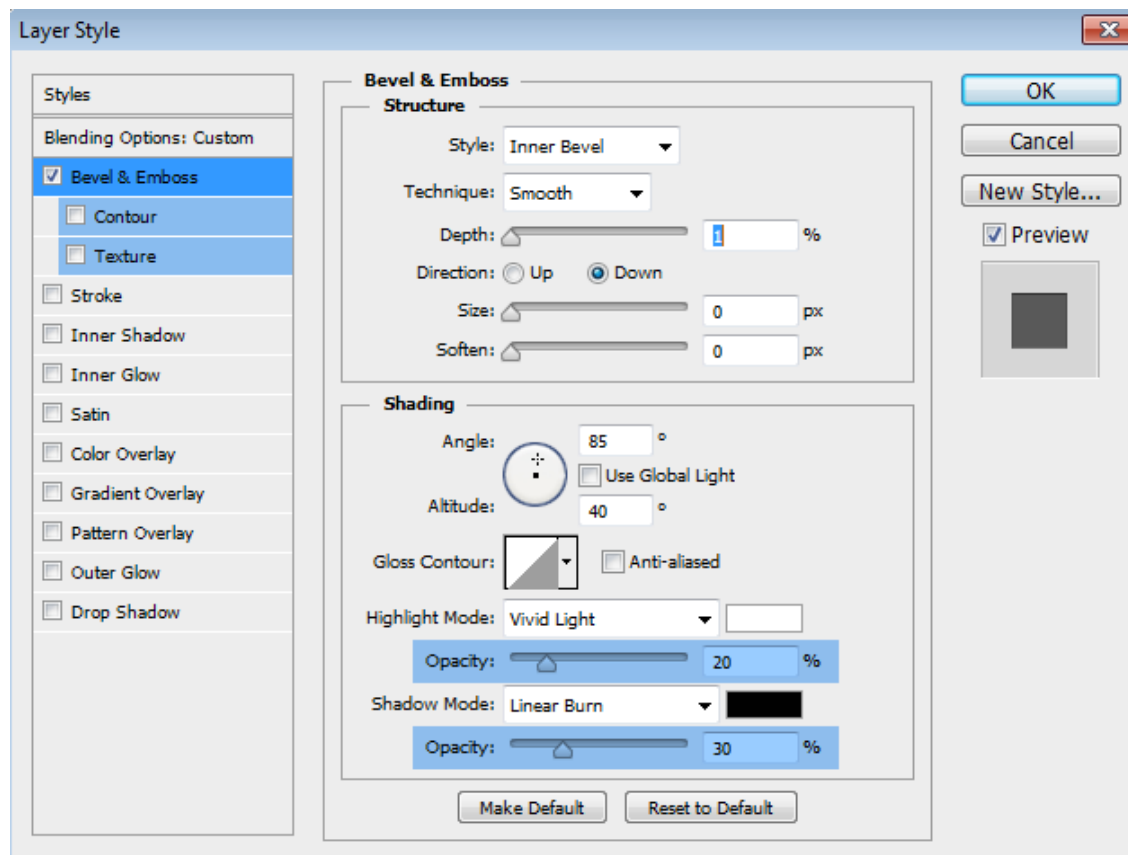 Layer Style
Styles
Blending Options: Custom
Bevel & Emboss
Contour
Texture
Stroke
Inner Shadow
Inner Glow
Satin
Color Overlay
Gradient Overlay
Pattern Overlay
Outer Glow
Drop Shadow
Bevel & Emboss
Structure
Style: Inner Bevel
Technique: Smooth
Depth: 1 %
Direction: Up Down
Size: 0 px
Soften: 0 px
Shading
Angle: 85 °
Use Global Light
Altitude: 40 °
Gloss Contour: Anti-aliased
Highlight Mode: Vivid Light
Opacity: 20 %
Shadow Mode: Linear Burn
Opacity: 30 %
Make Default Reset to Default
OK
Cancel
New Style...
Preview